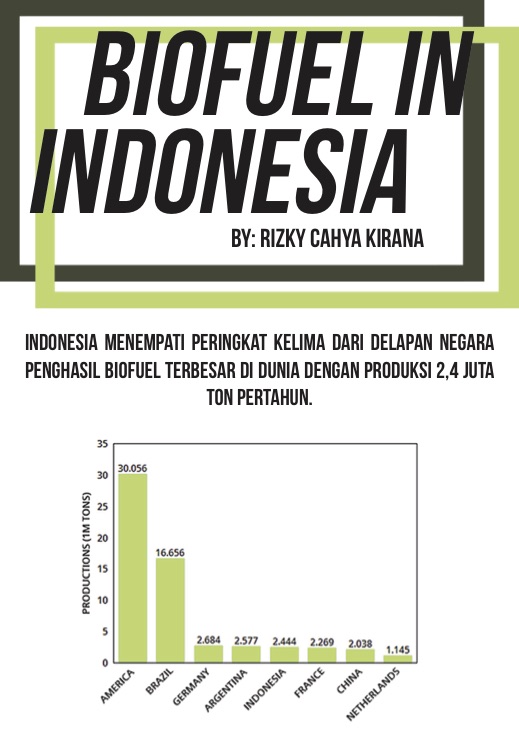 BIOFUEL IN
INDONESIA
BY: RIZKY CAHYA KIRANA
INDONESIA MENEMPATI PERINGKAT KELIMA DARI DELAPAN NEGARA
PENGHASIL BIOFUEL TERBESAR DI DUNIA DENGAN PRODUKSI 2,4 JUTA
TON PERTAHUN.
PRODUCTIONS (1M TONS)
35
30
25
20
15
10
5
0
30.056
16.656
2.684
2.577
2.444
2.269
2.038
1.145
AMERICA
BRAZIL
GERMANY
ARGENTINA
INDONESIA
FRANCE
CHINA
NETHERLANDS